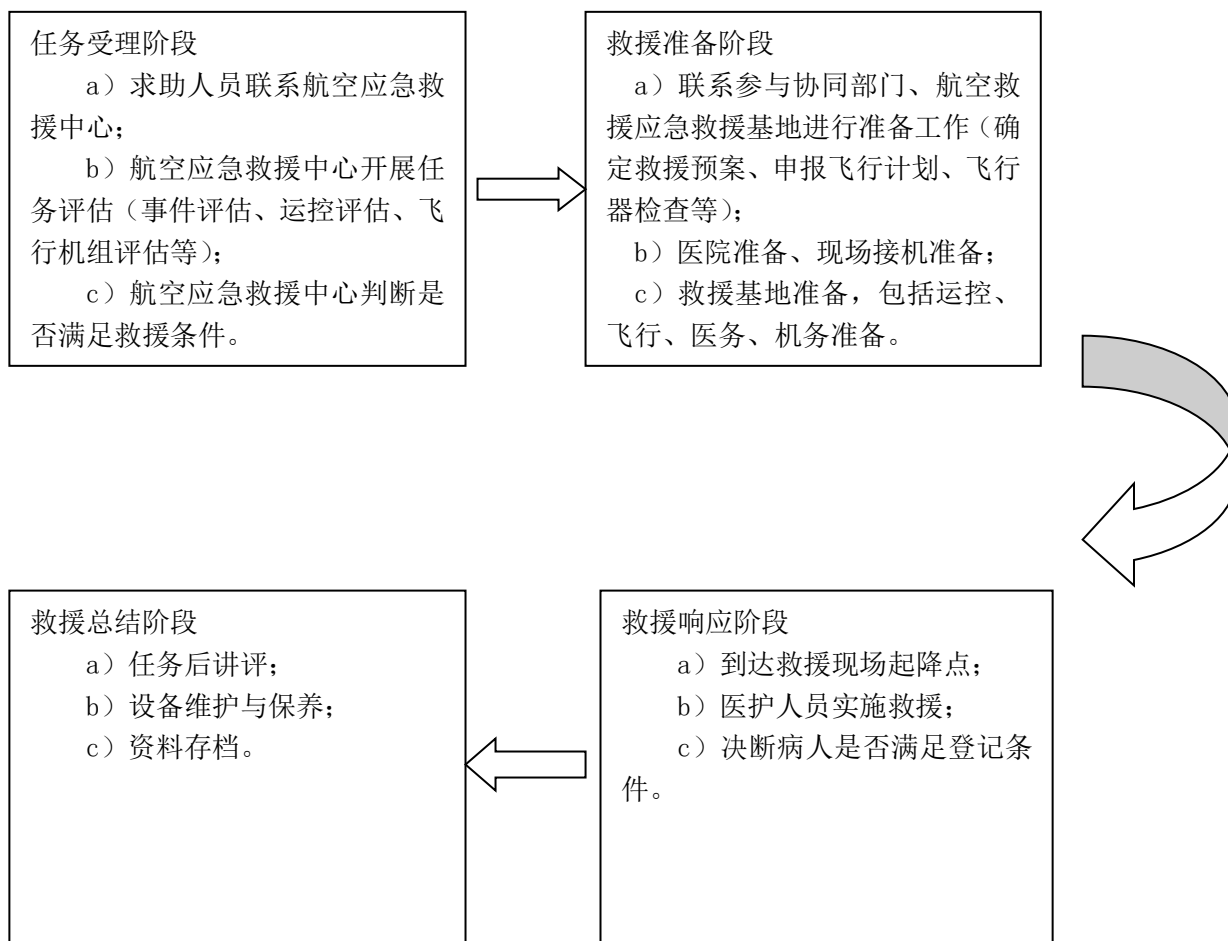 任务受理阶段
a）求助人员联系航空应急救
援中心；
b）航空应急救援中心开展任
务评估（事件评估、运控评估、飞
行机组评估等）；
c）航空应急救援中心判断是
否满足救援条件。
救援准备阶段
a）联系参与协同部门、航空救
援应急救援基地进行准备工作（确
定救援预案、申报飞行计划、飞行
器检查等）；
b）医院准备、现场接机准备；
c）救援基地准备，包括运控、
飞行、医务、机务准备。
救援响应阶段
a）到达救援现场起降点；
b）医护人员实施救援；
c）决断病人是否满足登记条
件。
救援总结阶段
a）任务后讲评；
b）设备维护与保养；
c）资料存档。